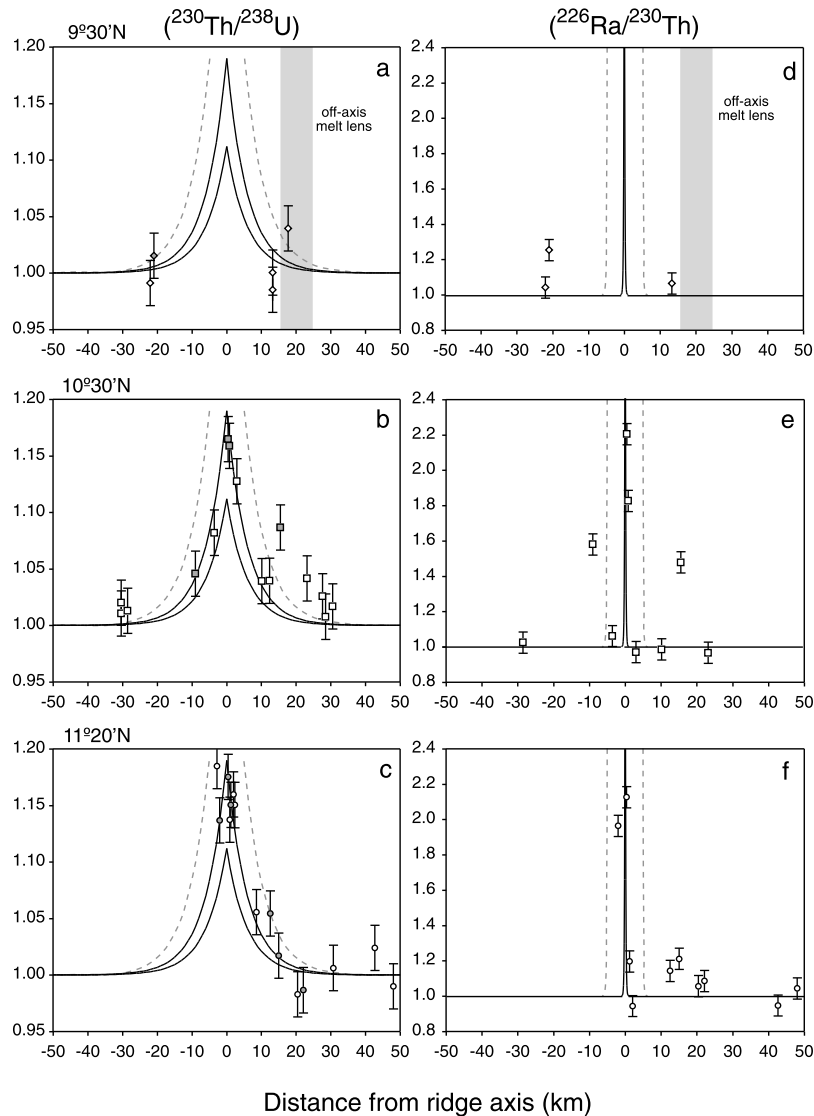 (²³⁰Th/²³⁸U)
(²²⁶Ra/²³⁰Th)
9º30'N
a
1.20
1.15
1.10
1.05
1.00
0.95
off-axis
melt lens
-50 -40 -30 -20 -10 0 10 20 30 40 50
d
2.4
2.2
2.0
1.8
1.6
1.4
1.2
1.0
0.8
off-axis
melt lens
-50 -40 -30 -20 -10 0 10 20 30 40 50
10º30'N
b
1.20
1.15
1.10
1.05
1.00
0.95
-50 -40 -30 -20 -10 0 10 20 30 40 50
e
2.4
2.2
2.0
1.8
1.6
1.4
1.2
1.0
0.8
-50 -40 -30 -20 -10 0 10 20 30 40 50
11º20'N
c
1.20
1.15
1.10
1.05
1.00
0.95
-50 -40 -30 -20 -10 0 10 20 30 40 50
f
2.4
2.2
2.0
1.8
1.6
1.4
1.2
1.0
0.8
-50 -40 -30 -20 -10 0 10 20 30 40 50
Distance from ridge axis (km)